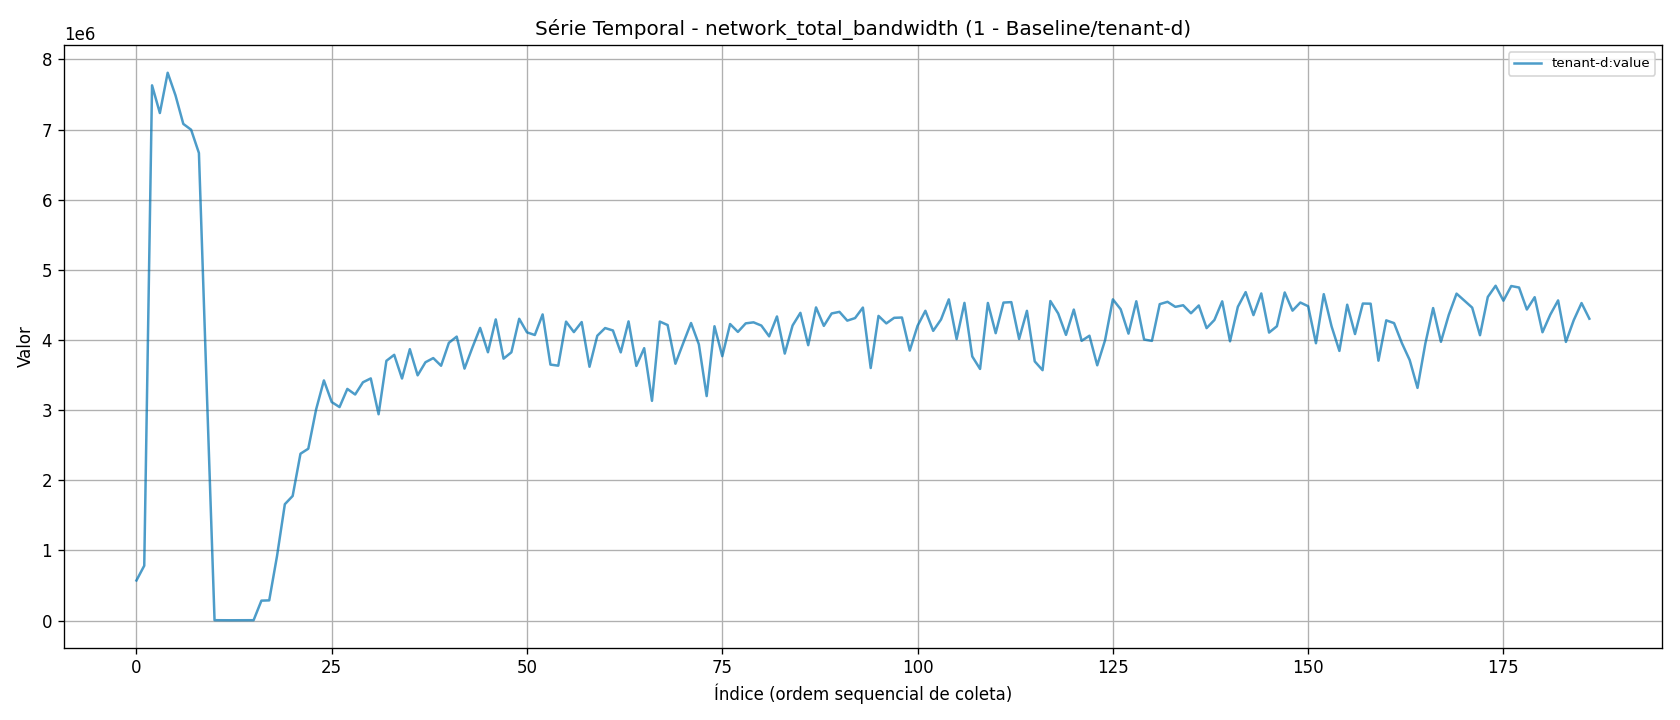 Série Temporal - network_total_bandwidth (1 - Baseline/tenant-d)
1e6
tenant-d:value
8
7
6
5
4
3
2
1
0
Valor
0 25 50 75 100 125 150 175
Índice (ordem sequencial de coleta)